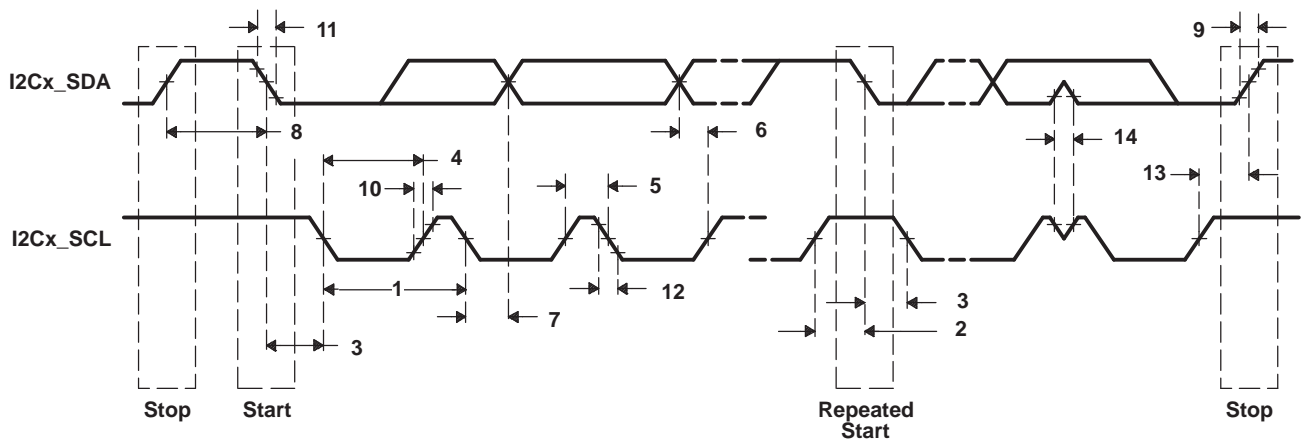 11
9
I2Cx_SDA
8
6
4
14
10
5
13
I2Cx_SCL
1
12
3
7
2
3
Stop
Start
Repeated
Start
Stop